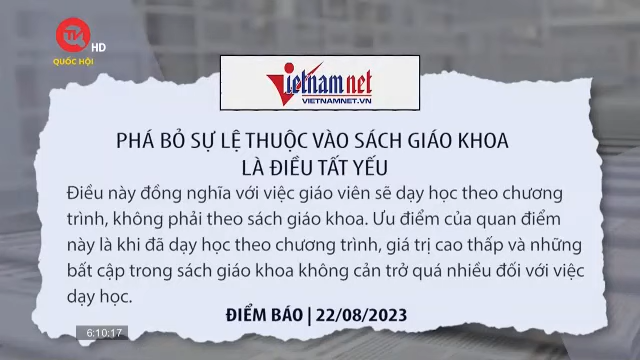 TV HD
QUỐC HỘI
Vietnamnet
VIETNAMNET.VN
PHÁ BỎ SỰ LỆ THUỘC VÀO SÁCH GIÁO KHOA
LÀ ĐIỀU TẤT YẾU
Điều này đồng nghĩa với việc giáo viên sẽ dạy học theo chương
trình, không phải theo sách giáo khoa. Ưu điểm của quan điểm
này là khi đã dạy học theo chương trình, giá trị cao thấp và những
bất cập trong sách giáo khoa không cản trở quá nhiều đối với việc
dạy học.
ĐIỂM BÁO | 22/08/2023
6:10:17